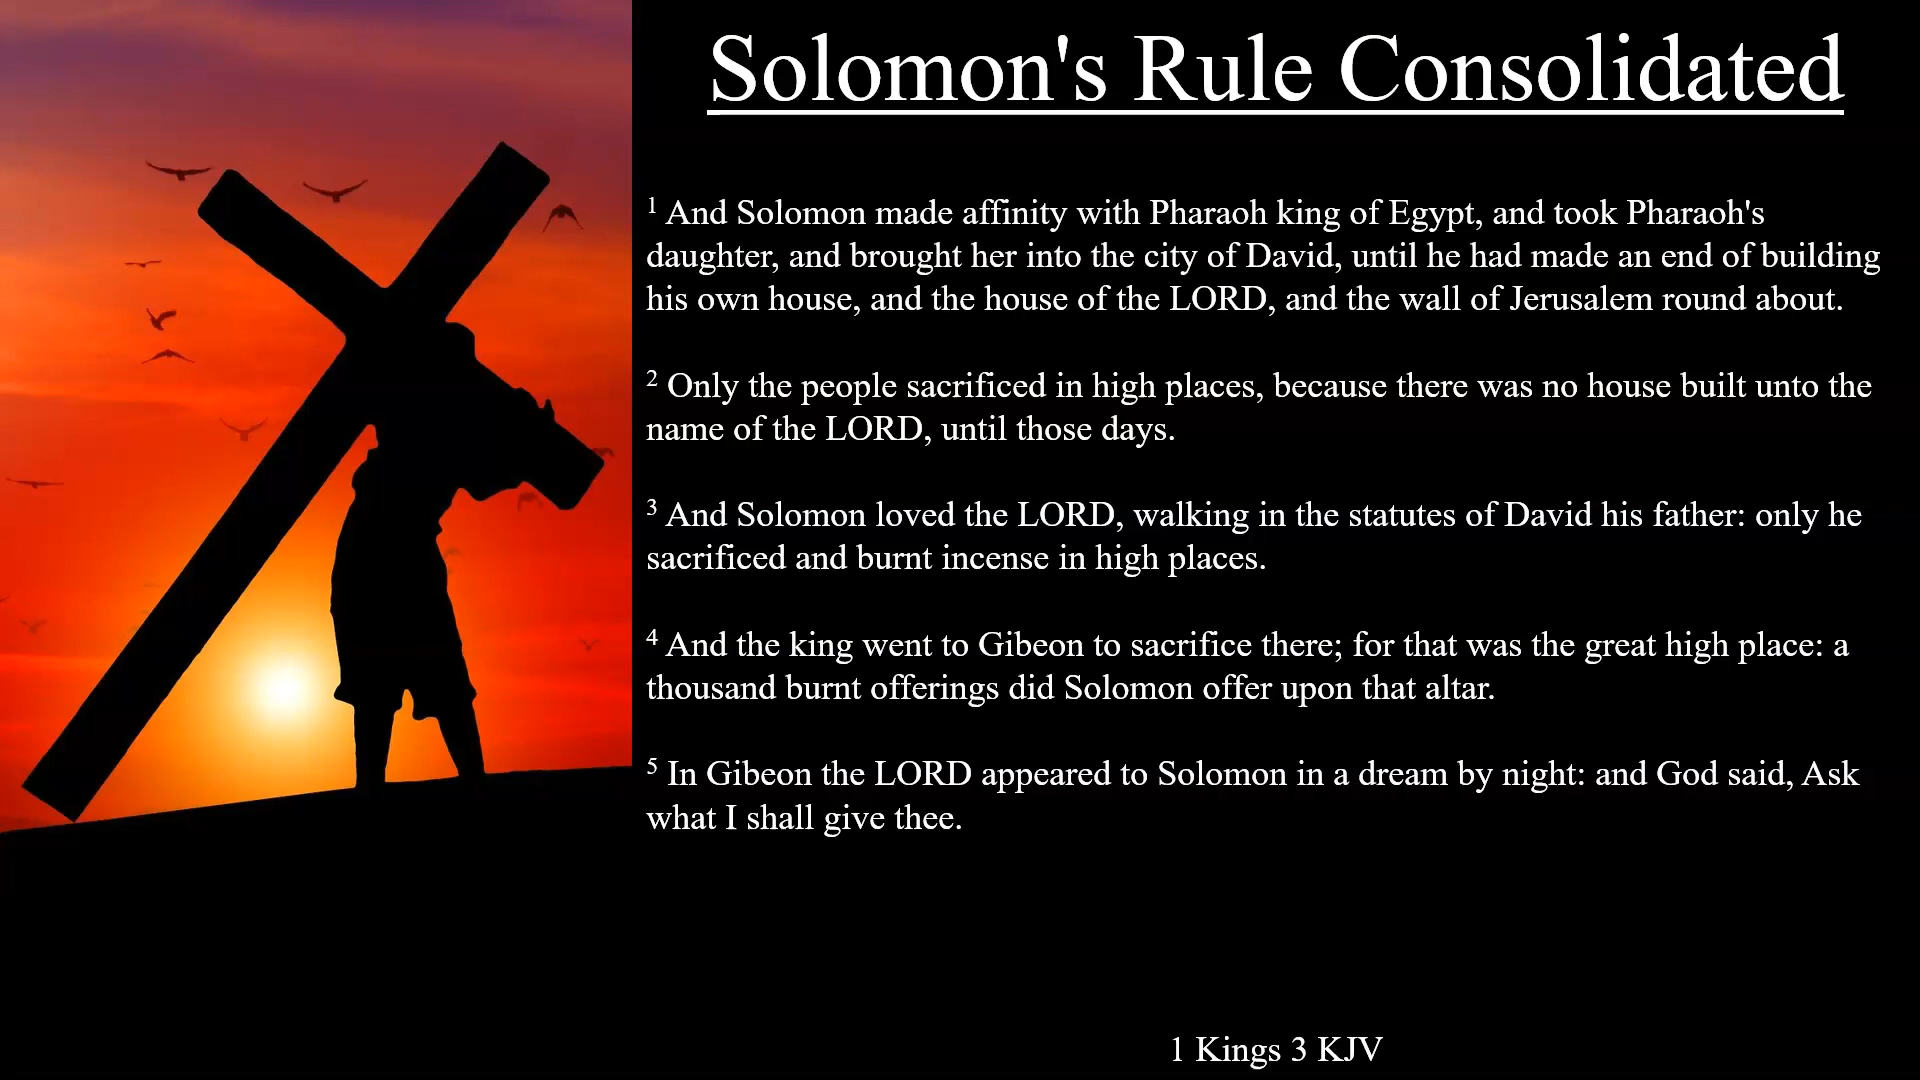 Solomon's Rule Consolidated
1 And Solomon made affinity with Pharaoh king of Egypt, and took Pharaoh's
daughter, and brought her into the city of David, until he had made an end of building
his own house, and the house of the LORD, and the wall of Jerusalem round about.
2 Only the people sacrificed in high places, because there was no house built unto the
name of the LORD, until those days.
3 And Solomon loved the LORD, walking in the statutes of David his father: only he
sacrificed and burnt incense in high places.
4 And the king went to Gibeon to sacrifice there; for that was the great high place: a
thousand burnt offerings did Solomon offer upon that altar.
5 In Gibeon the LORD appeared to Solomon in a dream by night: and God said, Ask
what I shall give thee.
1 Kings 3 KJV